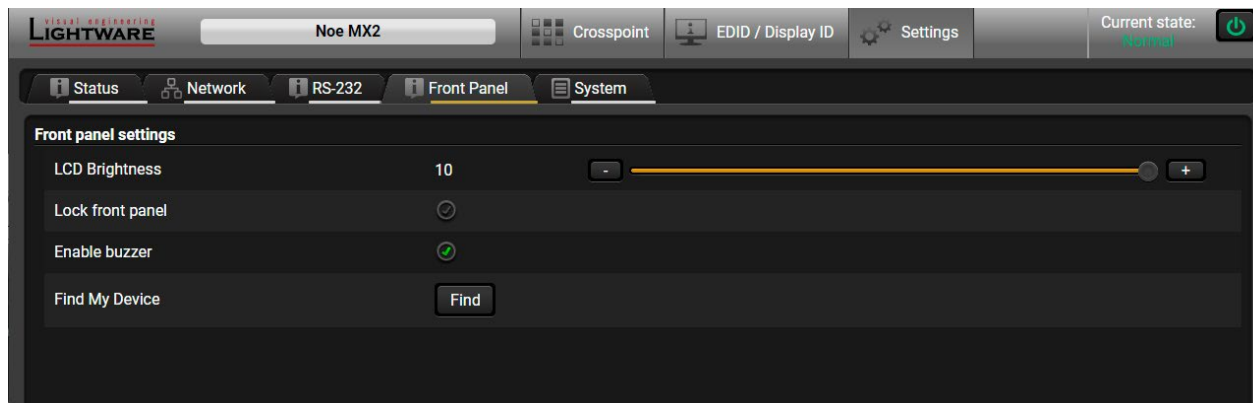 visual engineering
LIGHTWARE
Noe MX2
Crosspoint
EDID / Display ID
Settings
Current state:
Normal
Status
Network
RS-232
Front Panel
System
Front panel settings
LCD Brightness 10 - +
Lock front panel
Enable buzzer
Find My Device Find